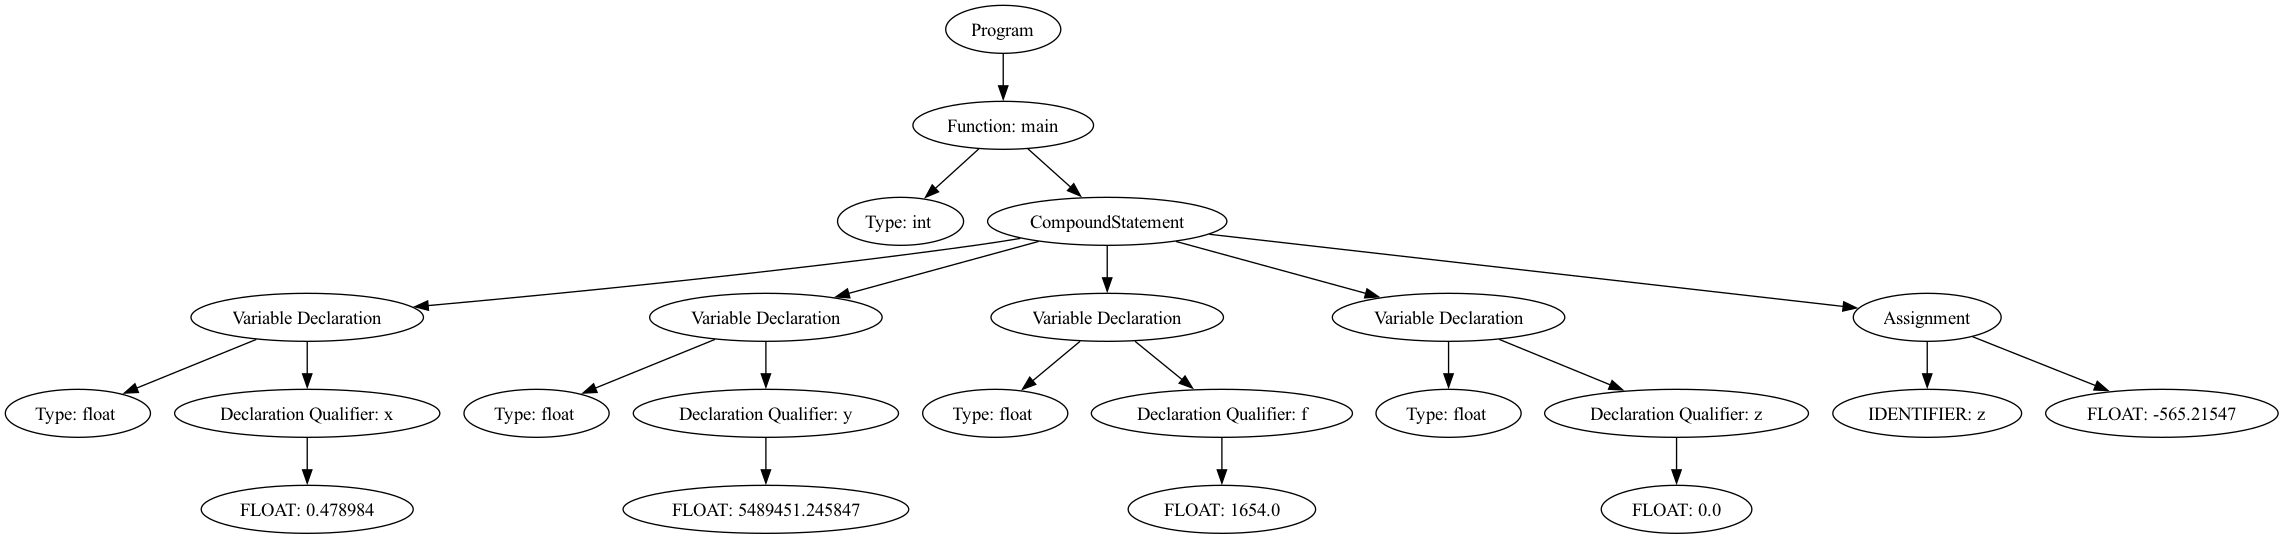 Program
Function: main
Type: int
CompoundStatement
Variable Declaration
Variable Declaration
Variable Declaration
Variable Declaration
Assignment
Type: float
Declaration Qualifier: x
Type: float
Declaration Qualifier: y
Type: float
Declaration Qualifier: f
Type: float
Declaration Qualifier: z
IDENTIFIER: z
FLOAT: -565.21547
FLOAT: 0.478984
FLOAT: 5489451.245847
FLOAT: 1654.0
FLOAT: 0.0